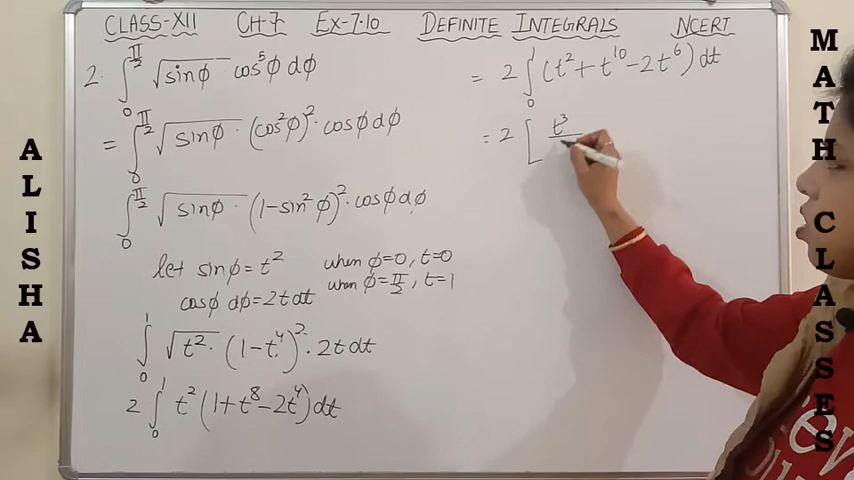 CLASS-XII CH-7 EX-7.10 DEFINITE INTEGRALS NCERT
2. ∫₀^(π/2) √sinϕ · cos⁵ϕ dϕ
= ∫₀^(π/2) √sinϕ · (cos²ϕ)² · cosϕ dϕ
∫₀^(π/2) √sinϕ · (1-sin²ϕ)² · cosϕ dϕ
let sinϕ = t² when ϕ=0, t=0
cosϕ dϕ = 2t dt when ϕ=π/2, t=1
∫₀¹ √t² · (1-t⁴)² · 2t dt
2 ∫₀¹ t² (1+t⁸-2t⁴) dt
= 2 ∫₀¹ (t²+t¹⁰-2t⁶) dt
= 2 [ t³
ALISHA
MATH CLASSES